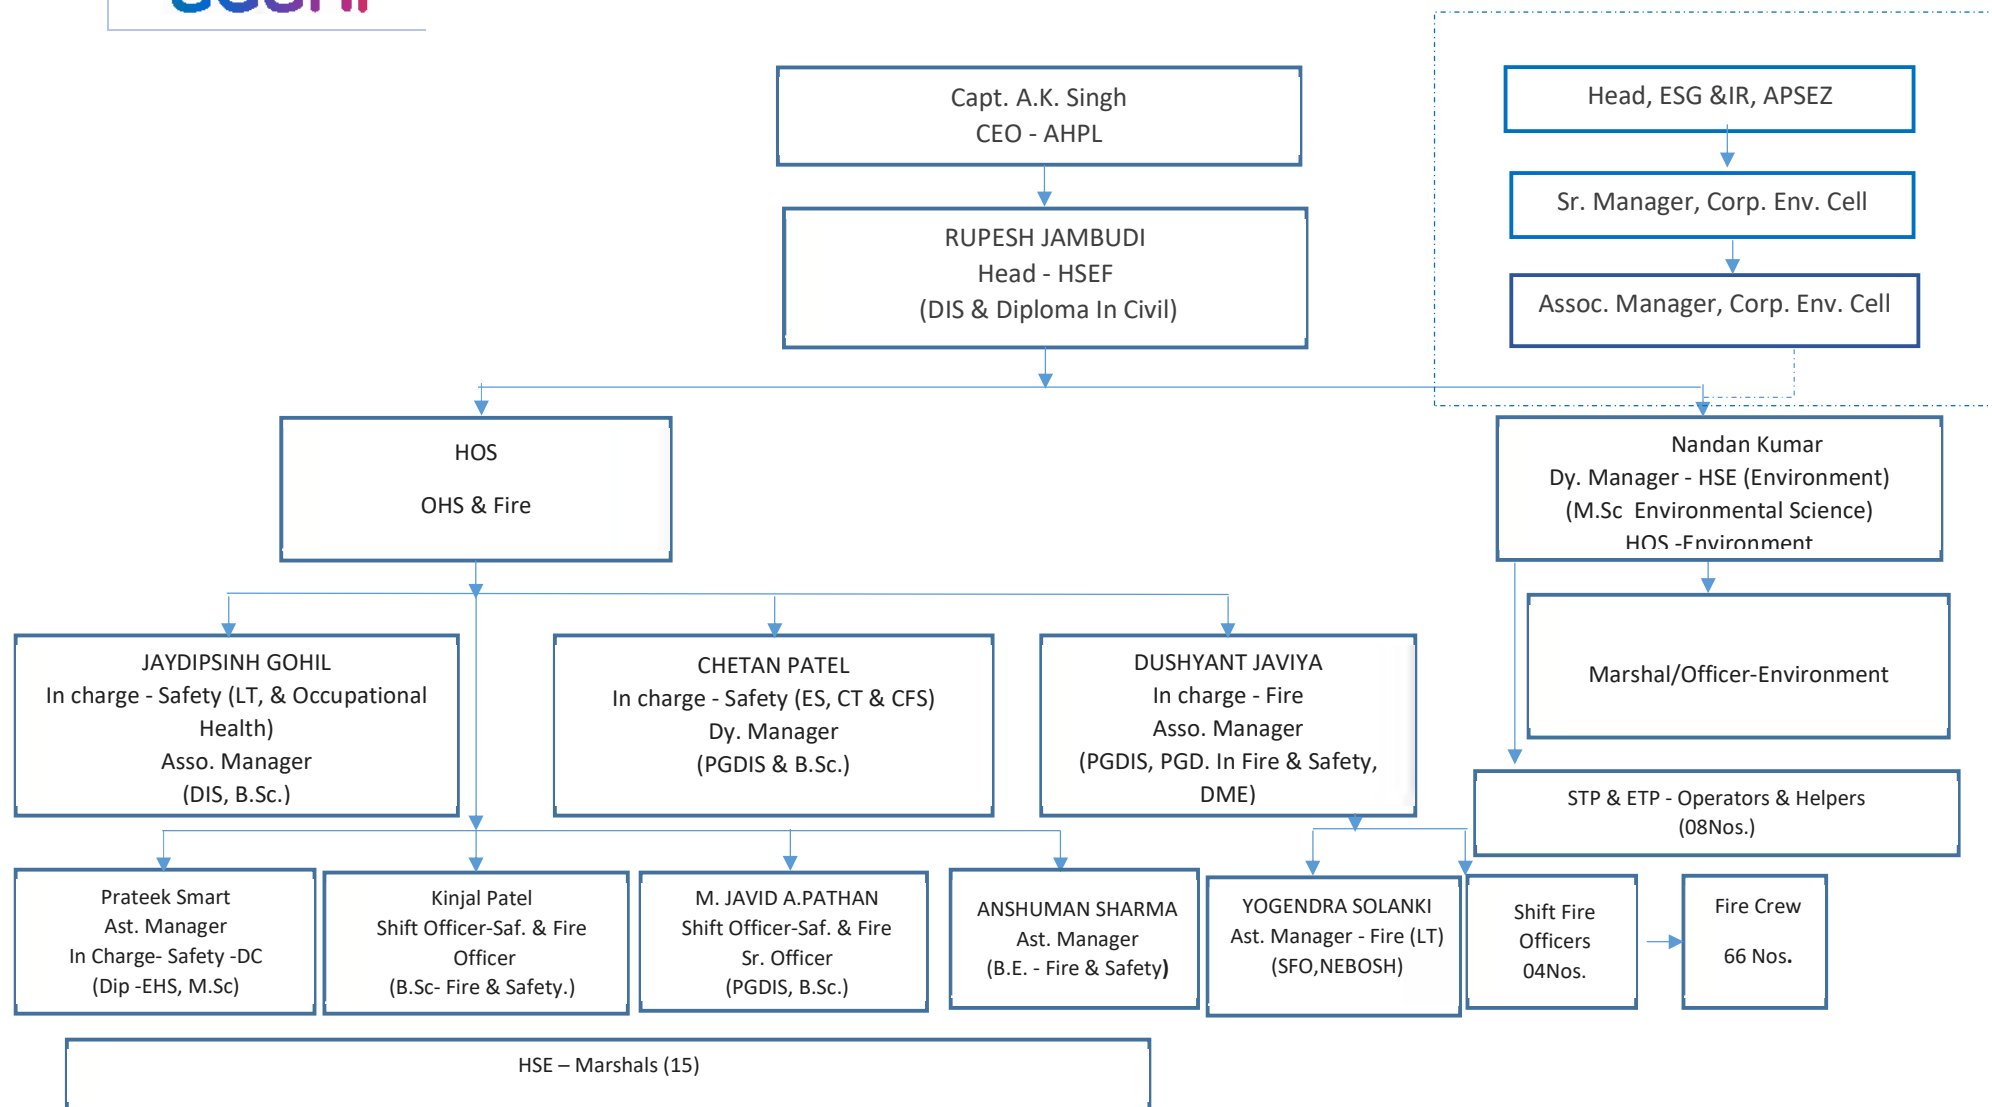 Capt. A.K. Singh
CEO - AHPL
Head, ESG &IR, APSEZ
Sr. Manager, Corp. Env. Cell
Assoc. Manager, Corp. Env. Cell
RUPESH JAMBUDI
Head - HSEF
(DIS & Diploma In Civil)
HOS
OHS & Fire
Nandan Kumar
Dy. Manager - HSE (Environment)
(M.Sc Environmental Science)
HOS -Environment
JAYDIPSINH GOHIL
In charge - Safety (LT, & Occupational
Health)
Asso. Manager
(DIS, B.Sc.)
CHETAN PATEL
In charge - Safety (ES, CT & CFS)
Dy. Manager
(PGDIS & B.Sc.)
DUSHYANT JAVIYA
In charge - Fire
Asso. Manager
(PGDIS, PGD. In Fire & Safety,
DME)
Marshal/Officer-Environment
STP & ETP - Operators & Helpers
(08Nos.)
Prateek Smart
Ast. Manager
In Charge- Safety -DC
(Dip -EHS, M.Sc)
Kinjal Patel
Shift Officer-Saf. & Fire
Officer
(B.Sc- Fire & Safety.)
M. JAVID A.PATHAN
Shift Officer-Saf. & Fire
Sr. Officer
(PGDIS, B.Sc.)
ANSHUMAN SHARMA
Ast. Manager
(B.E. - Fire & Safety)
YOGENDRA SOLANKI
Ast. Manager - Fire (LT)
(SFO,NEBOSH)
Shift Fire
Officers
04Nos.
Fire Crew
66 Nos.
HSE – Marshals (15)